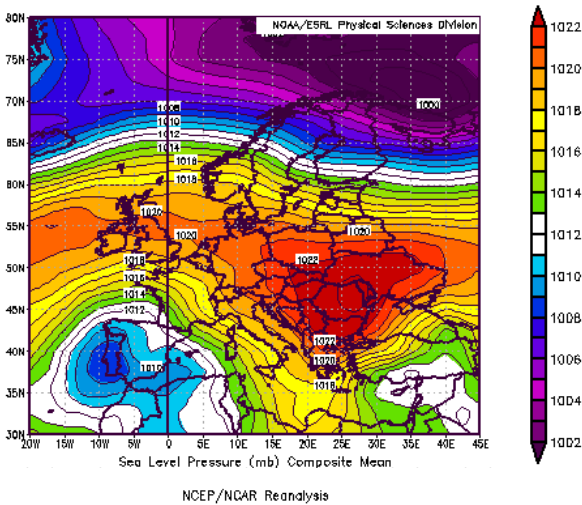 NOAA/ESRL Physical Sciences Division
80N
75N
70N
65N
60N
55N
50N
45N
40N
35N
30N
1000
1008
1010
1012
1014
1016
1018
1020
1020
1020
1022
1018
1016
1014
1012
1010
1022
1020
1018
20W 15W 10W 5W 0 5E 10E 15E 20E 25E 30E 35E 40E 45E
1022
1020
1018
1016
1014
1012
1010
1008
1006
1004
1002
Sea Level Pressure (mb) Composite Mean
NCEP/NCAR Reanalysis